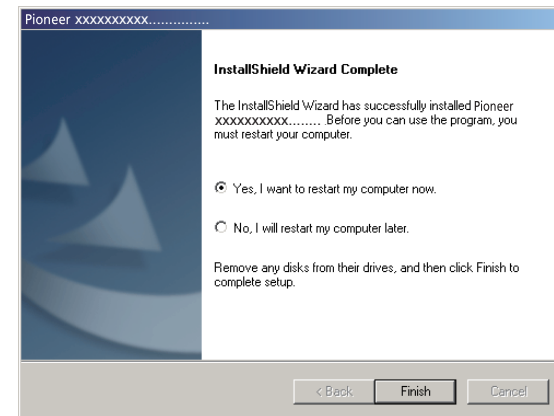 Pioneer xxxxxxxxxx...............
InstallShield Wizard Complete
The InstallShield Wizard has successfully installed Pioneer
xxxxxxxxxx........ .Before you can use the program, you
must restart your computer.
Yes, I want to restart my computer now.
No, I will restart my computer later.
Remove any disks from their drives, and then click Finish to
complete setup.
< Back
Finish
Cancel